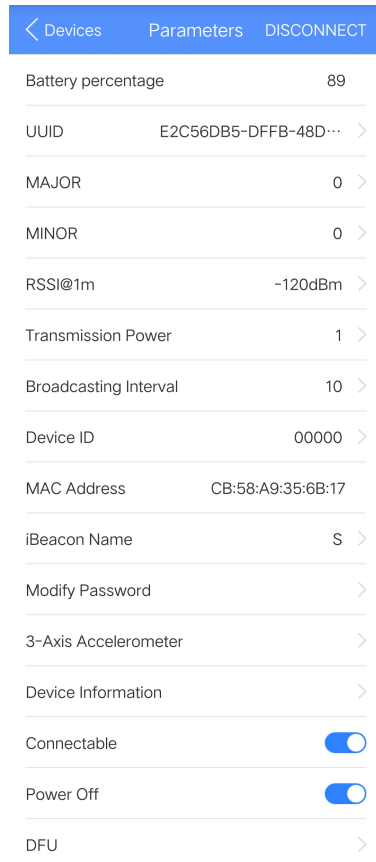 Devices Parameters DISCONNECT
Battery percentage 89
UUID E2C56DB5-DFFB-48D···
MAJOR 0
MINOR 0
RSSI@1m -120dBm
Transmission Power 1
Broadcasting Interval 10
Device ID 00000
MAC Address CB:58:A9:35:6B:17
iBeacon Name S
Modify Password
3-Axis Accelerometer
Device Information
Connectable
Power Off
DFU